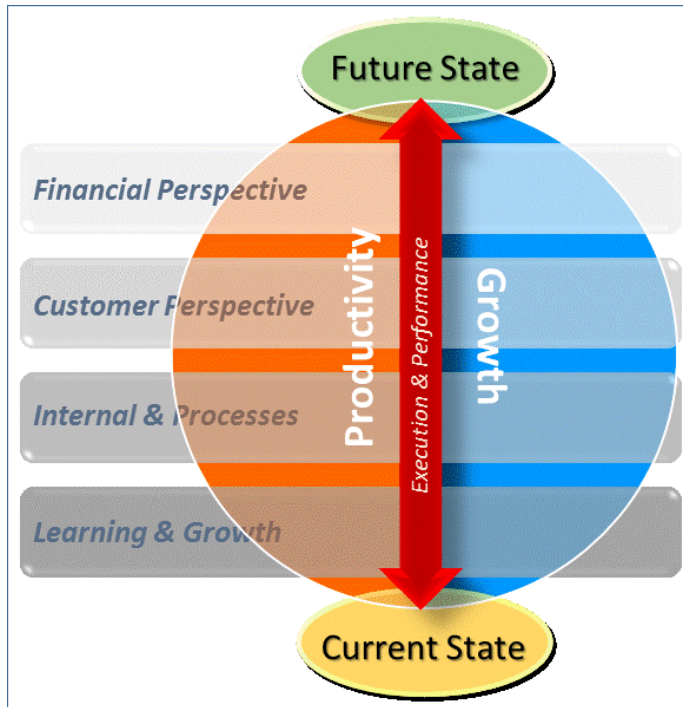 Future State
Financial Perspective
Customer Perspective
Internal & Processes
Learning & Growth
Productivity
Execution & Performance
Growth
Current State